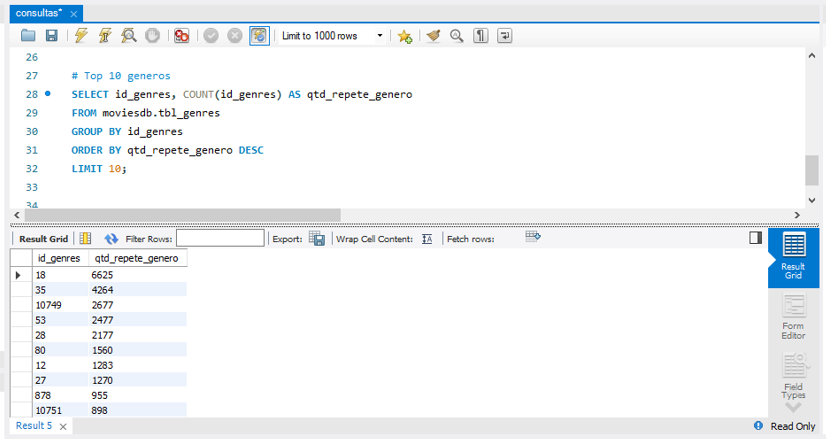 consultas*
Limit to 1000 rows
26
27 # Top 10 generos
28 SELECT id_genres, COUNT(id_genres) AS qtd_repete_genero
29 FROM moviesdb.tbl_genres
30 GROUP BY id_genres
31 ORDER BY qtd_repete_genero DESC
32 LIMIT 10;
33
34
Result Grid Filter Rows: Export: Wrap Cell Content: Fetch rows:
id_genres qtd_repete_genero
18 6625
35 4264
10749 2677
53 2477
28 2177
80 1560
12 1283
27 1270
878 955
10751 898
Result Grid
Form Editor
Field Types
Result 5
Read Only